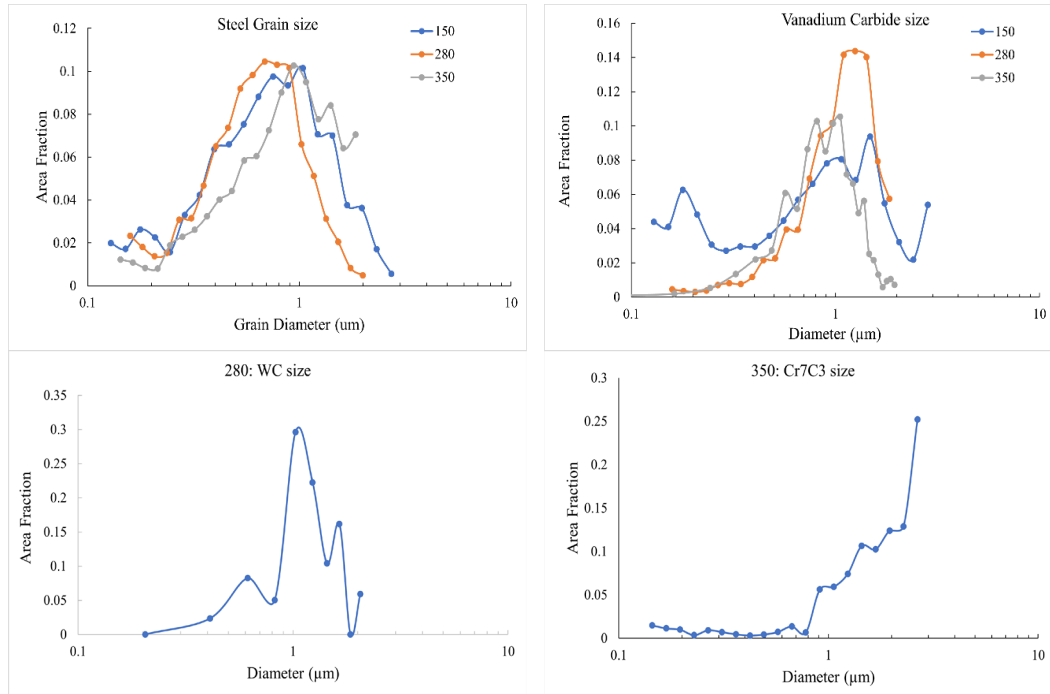 Steel Grain size
150
280
350
0.12
0.1
0.08
0.06
0.04
0.02
0
Area Fraction
0.1 1 10
Grain Diameter (um)
Vanadium Carbide size
150
280
350
0.16
0.14
0.12
0.1
0.08
0.06
0.04
0.02
0
Area Fraction
0.1 1 10
Diameter (µm)
280: WC size
0.35
0.3
0.25
0.2
0.15
0.1
0.05
0
Area Fraction
0.1 1 10
Diameter (µm)
350: Cr7C3 size
0.3
0.25
0.2
0.15
0.1
0.05
0
Area Fraction
0.1 1 10
Diameter (µm)